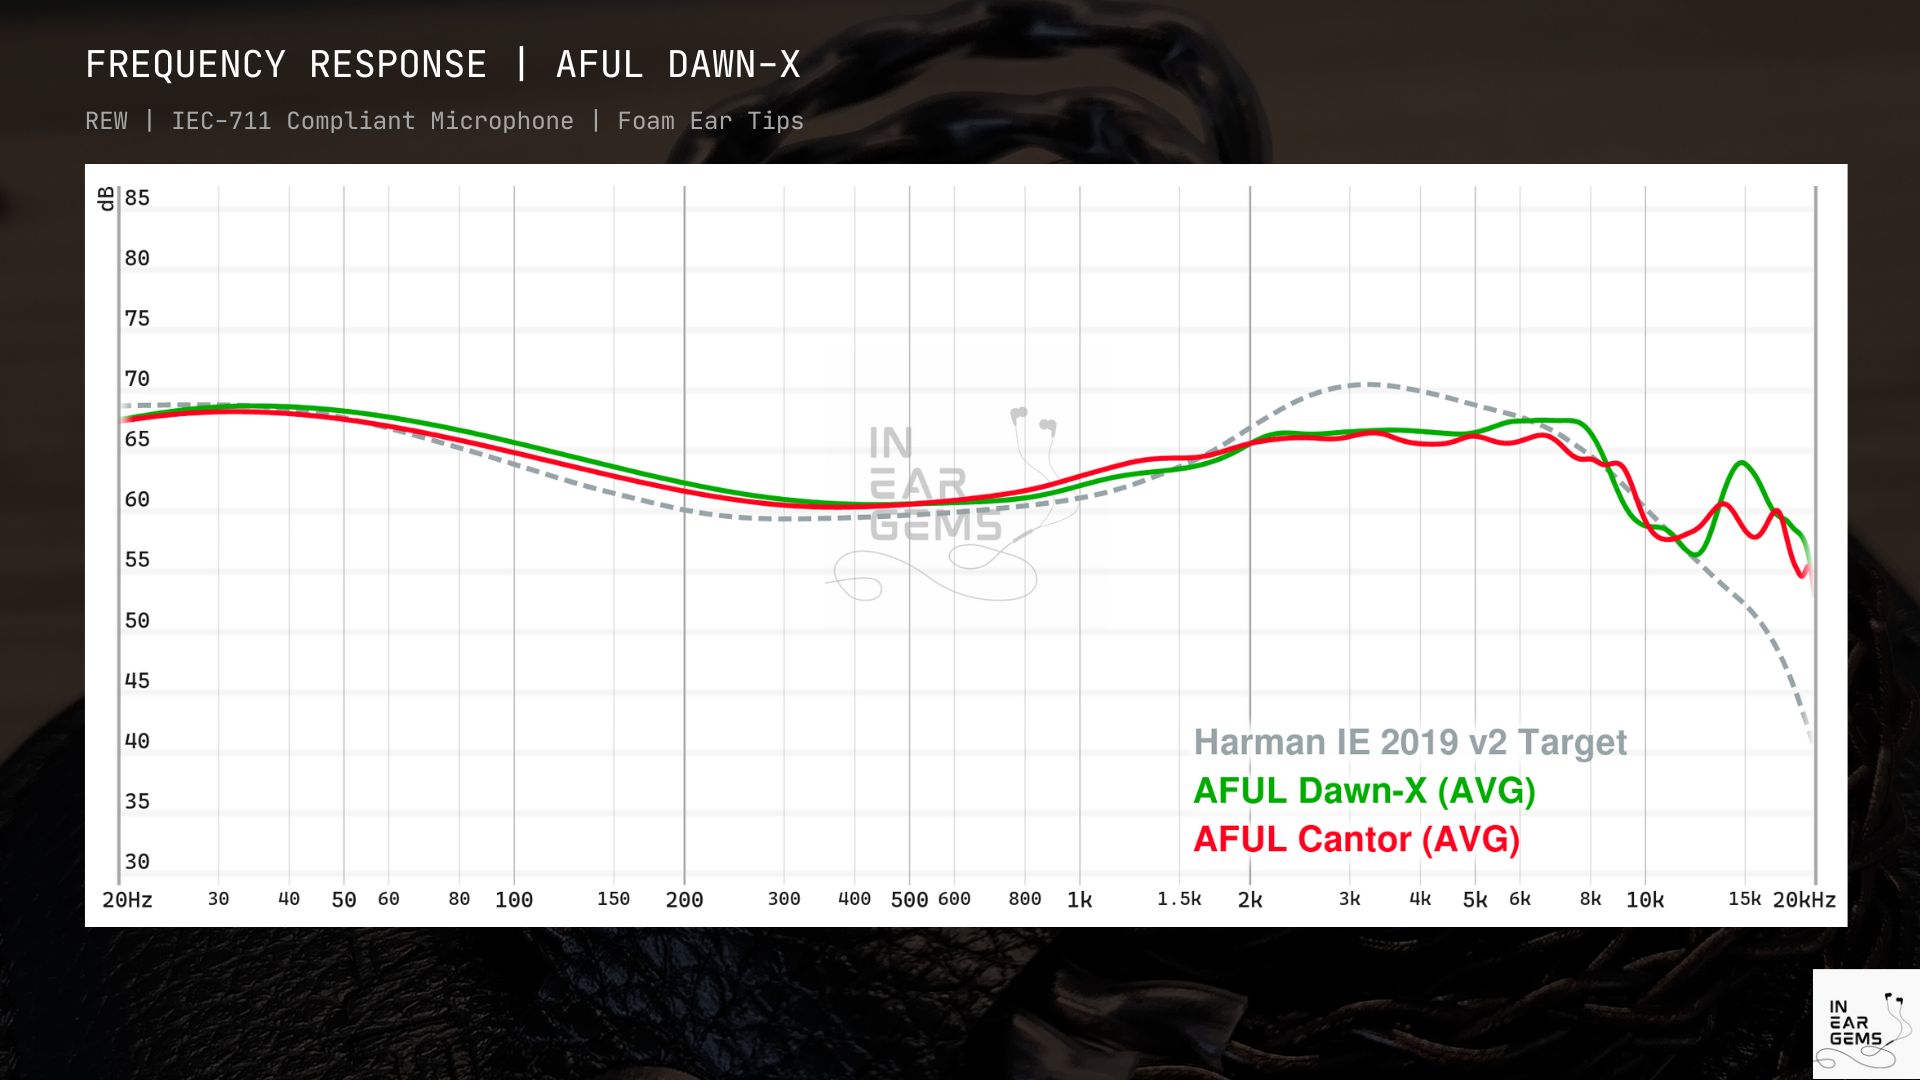 FREQUENCY RESPONSE | AFUL DAWN-X
REW | IEC-711 Compliant Microphone | Foam Ear Tips
dB
85
80
75
70
65
60
55
50
45
40
35
30
IN
EAR
GEMS
Harman IE 2019 v2 Target
AFUL Dawn-X (AVG)
AFUL Cantor (AVG)
20Hz 30 40 50 60 80 100 150 200 300 400 500 600 800 1k 1.5k 2k 3k 4k 5k 6k 8k 10k 15k 20kHz
IN
EAR
GEMS